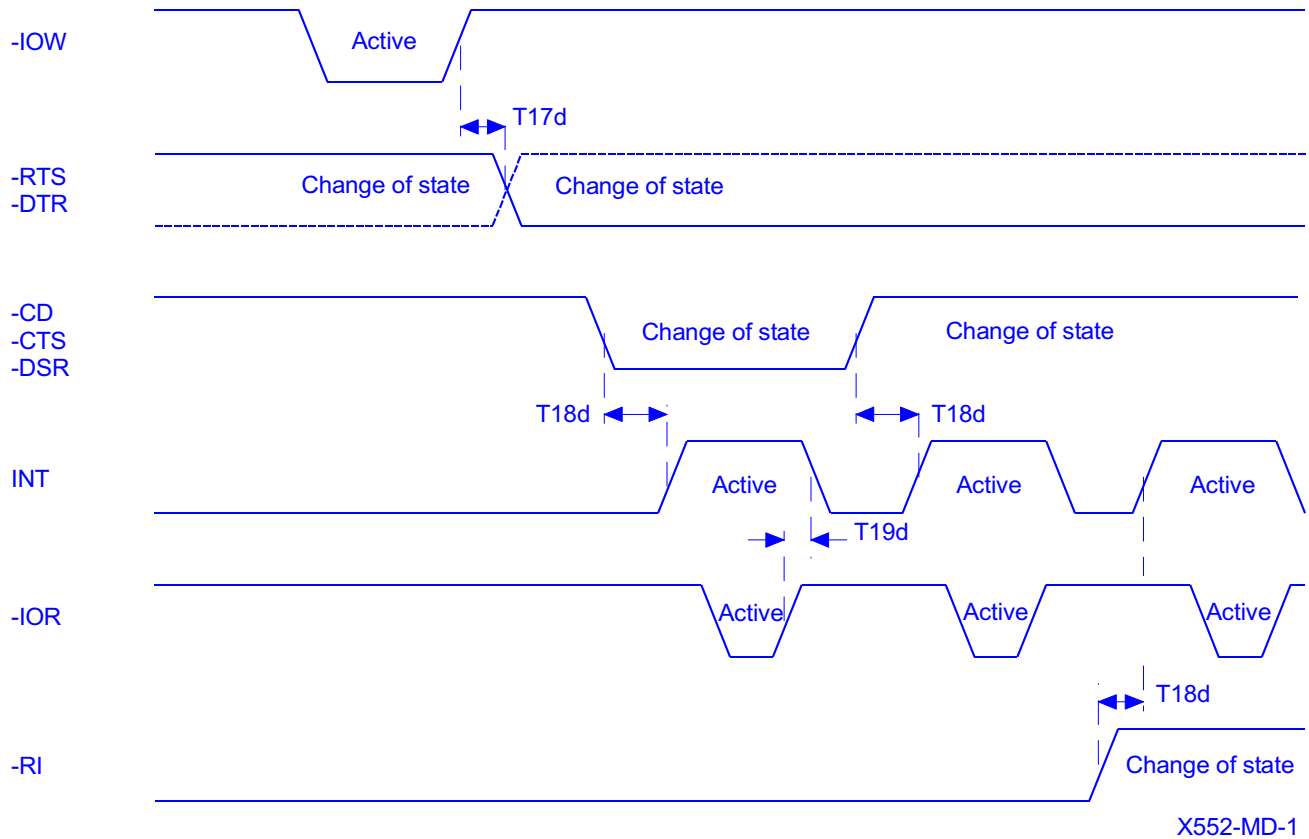 -IOW
Active
T17d
-RTS
-DTR
Change of state
Change of state
-CD
-CTS
-DSR
Change of state
Change of state
T18d
T18d
INT
Active
Active
Active
T19d
-IOR
Active
Active
Active
T18d
-RI
Change of state
X552-MD-1